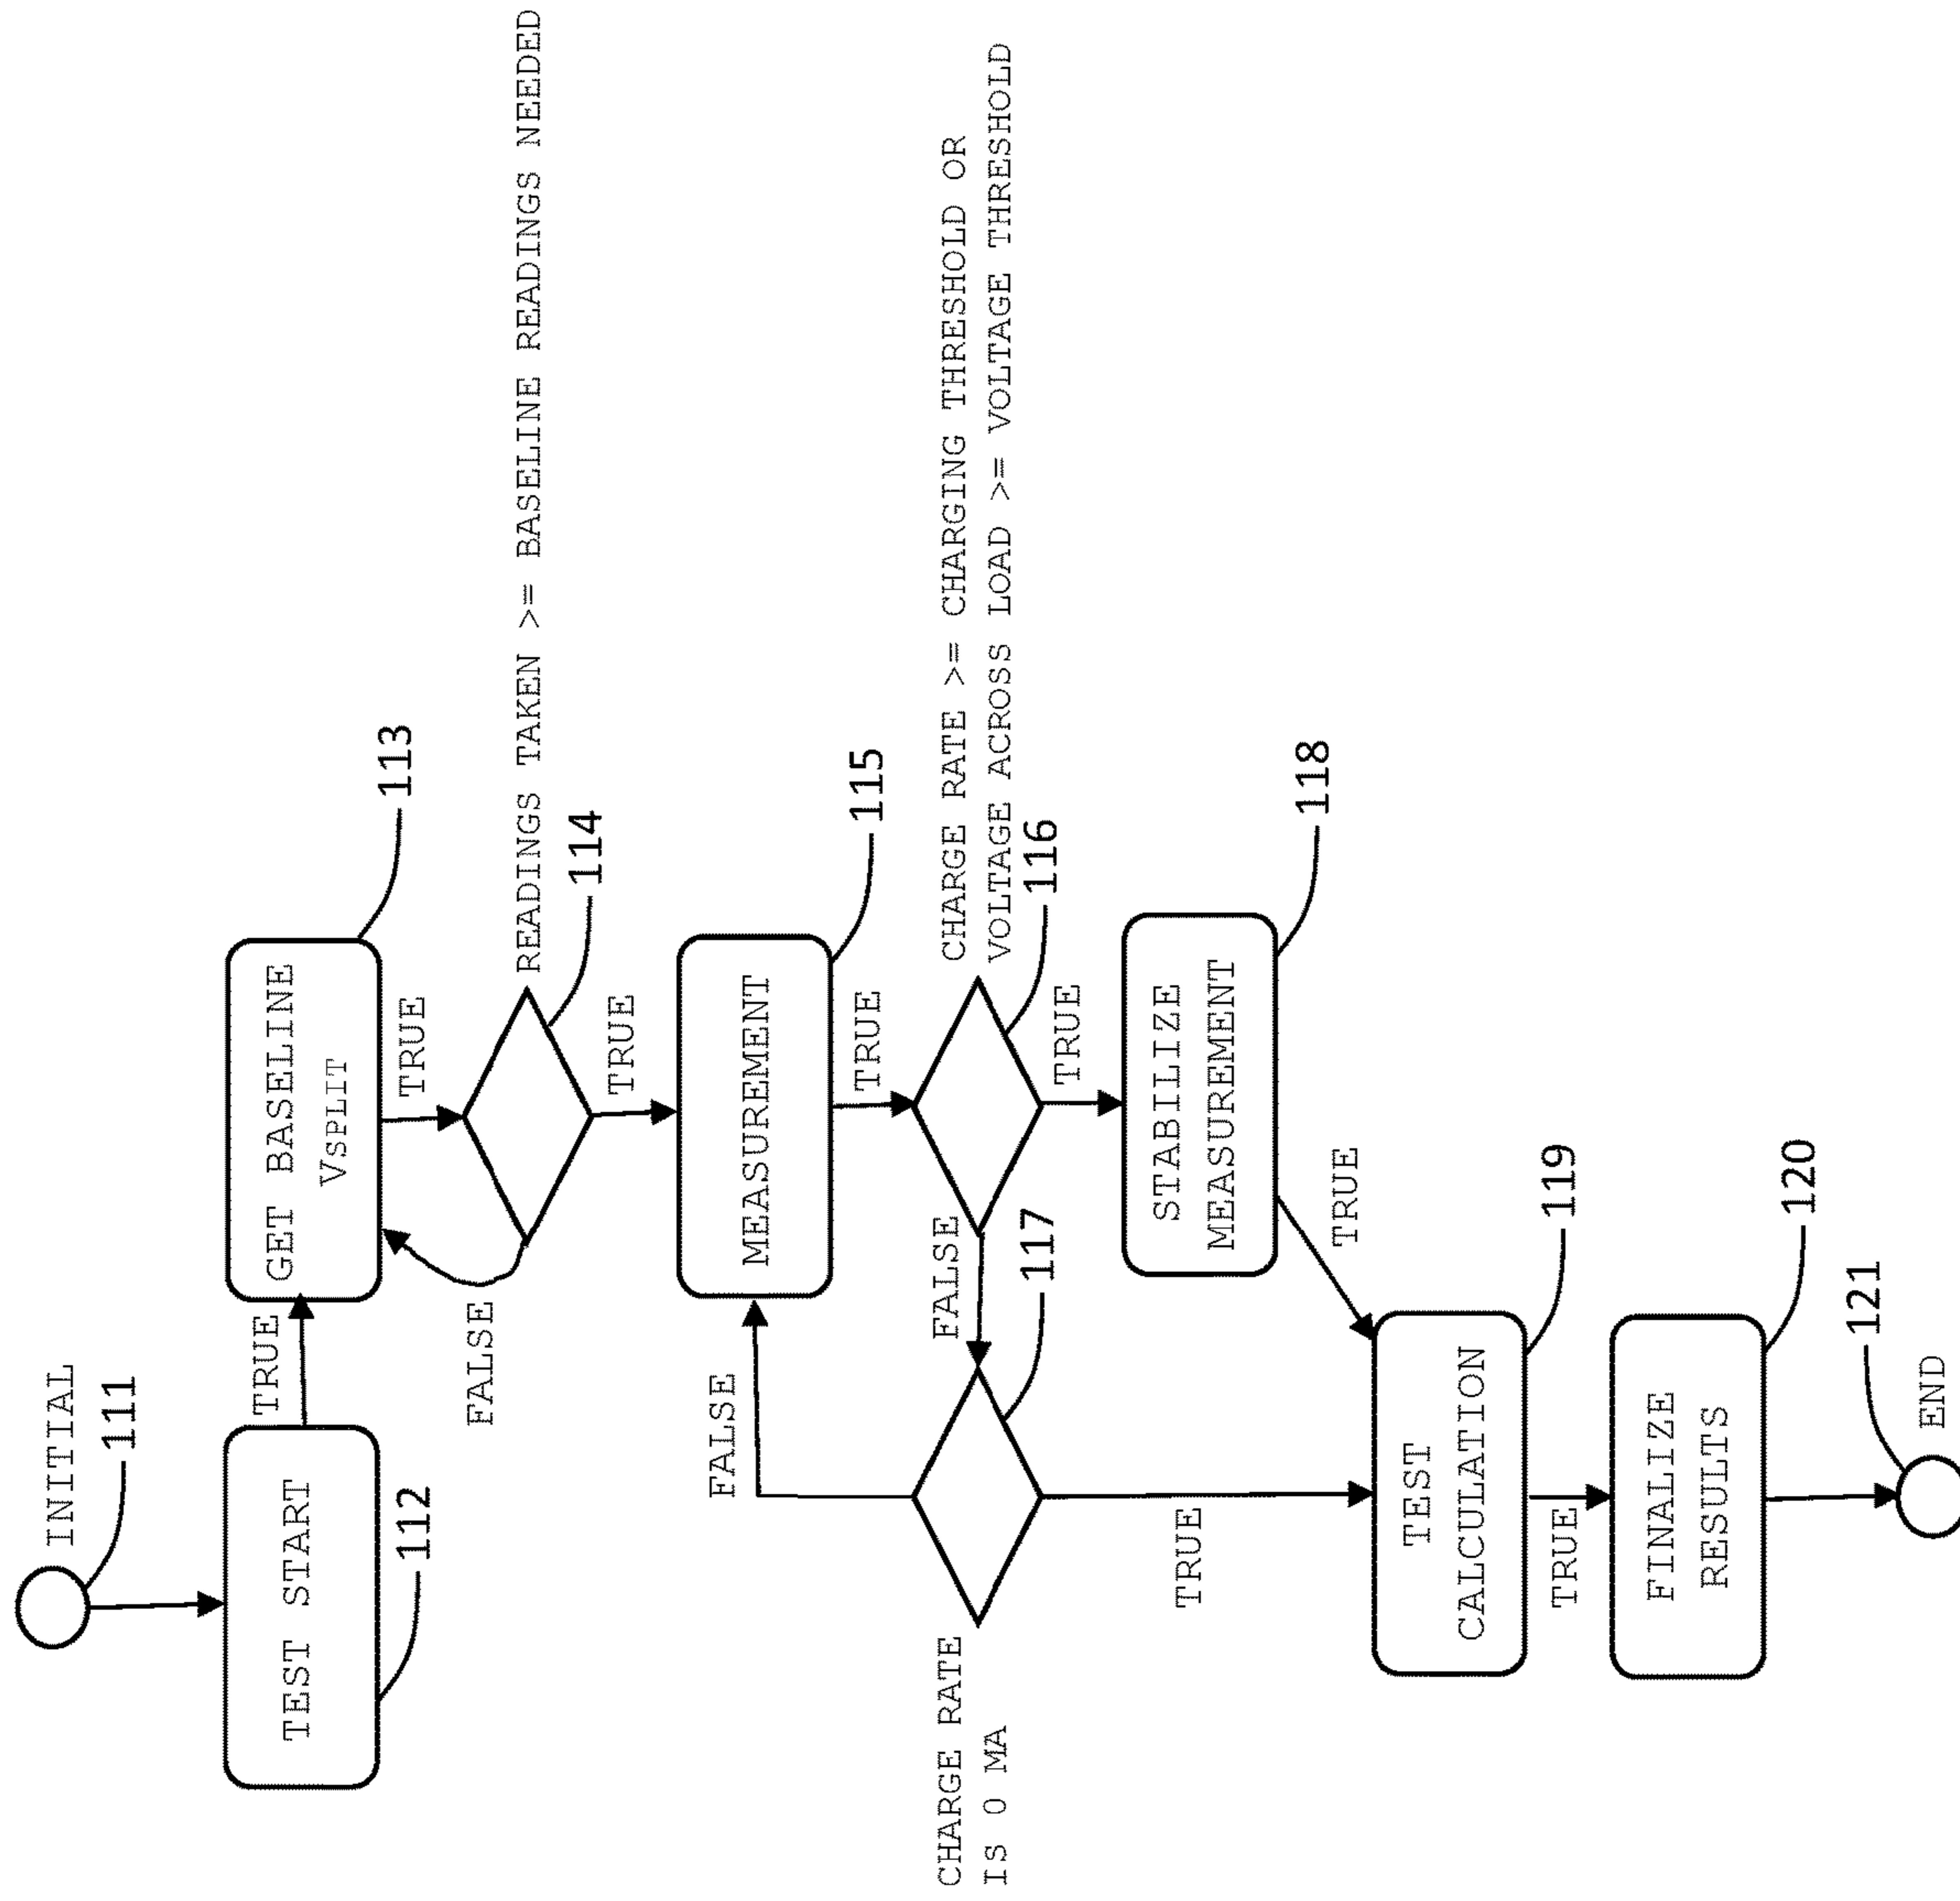 INITIAL
111
TEST START
112
TRUE
GET BASELINE
VSPLIT
113
TRUE
FALSE
READINGS TAKEN >= BASELINE READINGS NEEDED
114
TRUE
MEASUREMENT
115
TRUE
CHARGE RATE >= CHARGING THRESHOLD OR
VOLTAGE ACROSS LOAD >= VOLTAGE THRESHOLD
116
FALSE
TRUE
CHARGE RATE
IS 0 MA
117
FALSE
TRUE
STABILIZE
MEASUREMENT
118
TRUE
TEST
CALCULATION
119
TRUE
FINALIZE
RESULTS
120
121
END